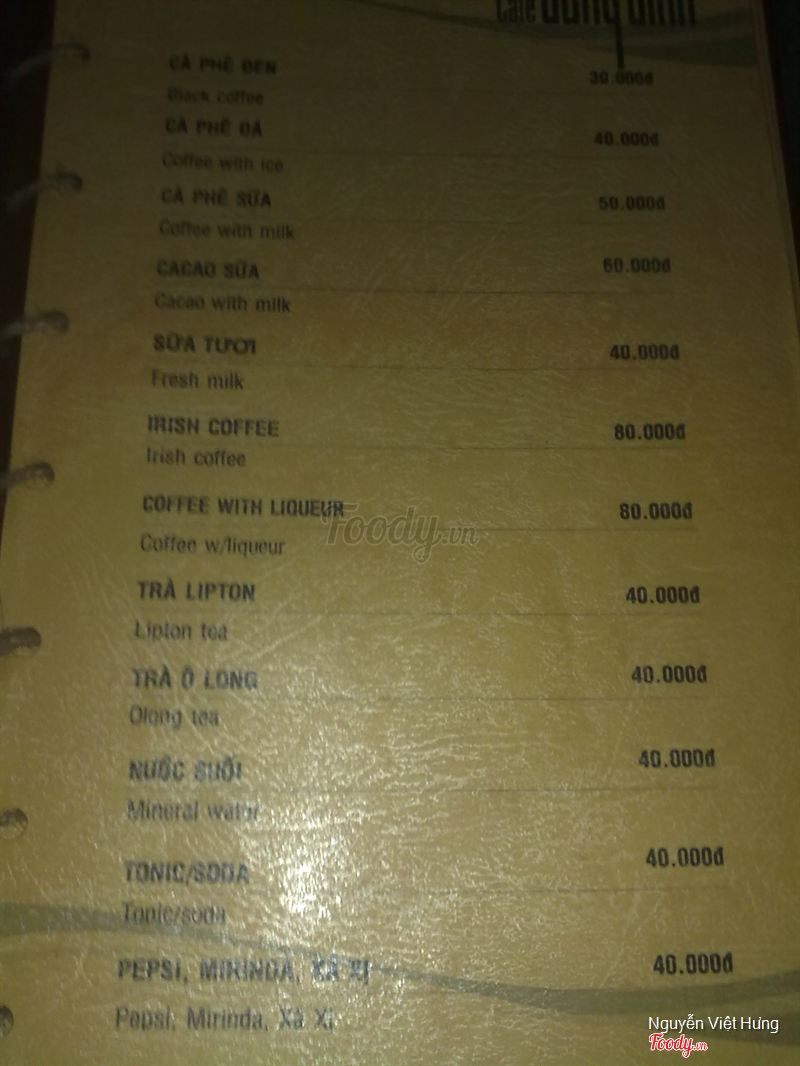 Café
CÀ PHÊ ĐEN 30.000đ
Black coffee
CÀ PHÊ ĐÁ 40.000đ
Coffee with ice
CÀ PHÊ SỮA 50.000đ
Coffee with milk
CACAO SỮA 60.000đ
Cacao with milk
SỮA TƯƠI 40.000đ
Fresh milk
IRISH COFFEE 80.000đ
Irish coffee
COFFEE WITH LIQUEUR 80.000đ
Foody.vn
Coffee w/liqueur
TRÀ LIPTON 40.000đ
Lipton tea
TRÀ Ô LONG 40.000đ
Olong tea
NƯỚC SUỐI 40.000đ
Mineral water
TONIC/SODA 40.000đ
Tonic/soda
PEPSI, MIRINDA, XÁ XỊ 40.000đ
Pepsi, Mirinda, Xá Xị
Nguyễn Việt Hưng
Foody.vn